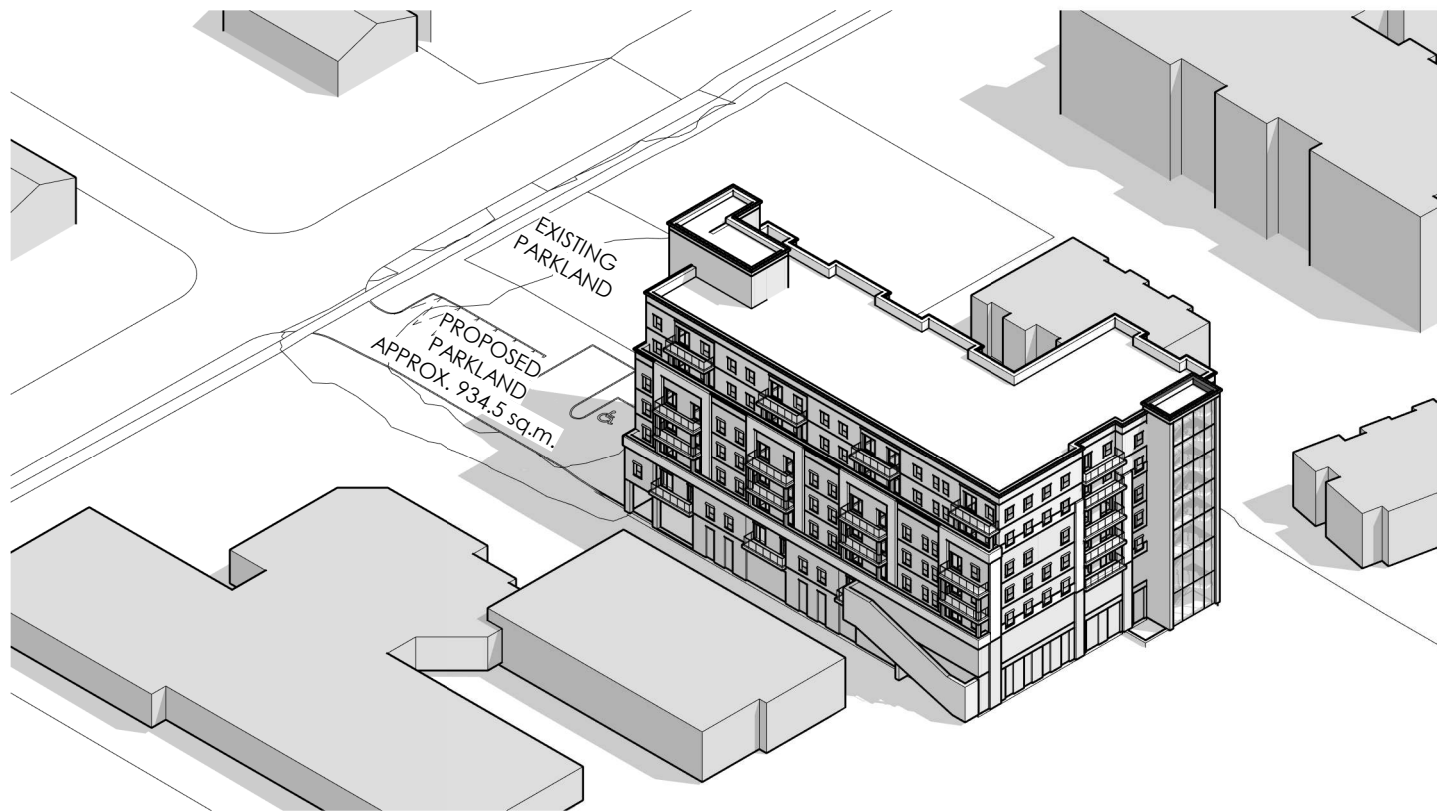 EXISTING
PARKLAND
PROPOSED
PARKLAND
APPROX. 934.5 sq.m.